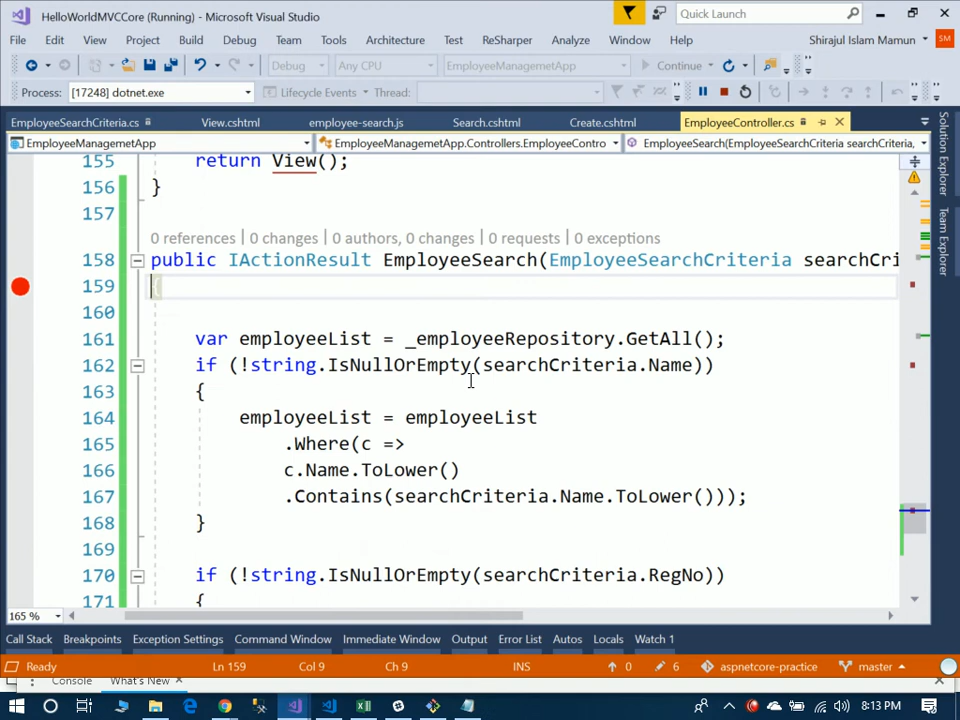 HelloWorldMVCCore (Running) - Microsoft Visual Studio
Quick Launch
File Edit View Project Build Debug Team Tools Architecture Test ReSharper Analyze Window Help
Shirajul Islam Mamun SM
Debug Any CPU EmployeeManagemetApp Continue
Process: [17248] dotnet.exe Lifecycle Events Thread:
EmployeeSearchCriteria.cs View.cshtml employee-search.js Search.cshtml Create.cshtml EmployeeController.cs
EmployeeManagemetApp EmployeeManagemetApp.Controllers.EmployeeContro EmployeeSearch(EmployeeSearchCriteria searchCriteria,
155 return View();
156 }
157
0 references | 0 changes | 0 authors, 0 changes | 0 requests | 0 exceptions
158 public IActionResult EmployeeSearch(EmployeeSearchCriteria searchCri
159 {
160
161 var employeeList = _employeeRepository.GetAll();
162 if (!string.IsNullOrEmpty(searchCriteria.Name))
163 {
164 employeeList = employeeList
165 .Where(c =>
166 c.Name.ToLower()
167 .Contains(searchCriteria.Name.ToLower()));
168 }
169
170 if (!string.IsNullOrEmpty(searchCriteria.RegNo))
171 {
165 %
Solution Explorer
Team Explorer
Call Stack Breakpoints Exception Settings Command Window Immediate Window Output Error List Autos Locals Watch 1
Ready Ln 159 Col 9 Ch 9 INS 0 6 aspnetcore-practice master
Console What's New
8:13 PM